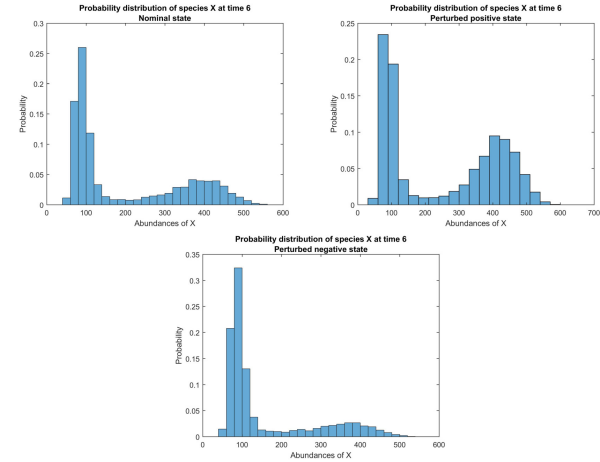 Probability distribution of species X at time 6
Nominal state
0.3
0.25
0.2
0.15
0.1
0.05
0
Probability
0 100 200 300 400 500 600
Abundances of X
Probability distribution of species X at time 6
Perturbed positive state
0.25
0.2
0.15
0.1
0.05
0
Probability
0 100 200 300 400 500 600 700
Abundances of X
Probability distribution of species X at time 6
Perturbed negative state
0.35
0.3
0.25
0.2
0.15
0.1
0.05
0
Probability
0 100 200 300 400 500 600
Abundances of X